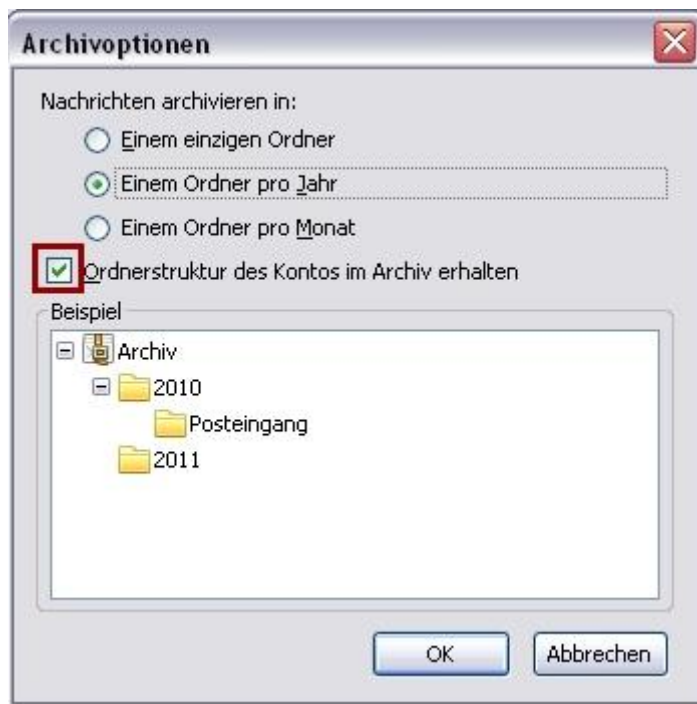 Archivoptionen
Nachrichten archivieren in:
Einem einzigen Ordner
Einem Ordner pro Jahr
Einem Ordner pro Monat
Ordnerstruktur des Kontos im Archiv erhalten
Beispiel
Archiv
2010
Posteingang
2011
OK
Abbrechen